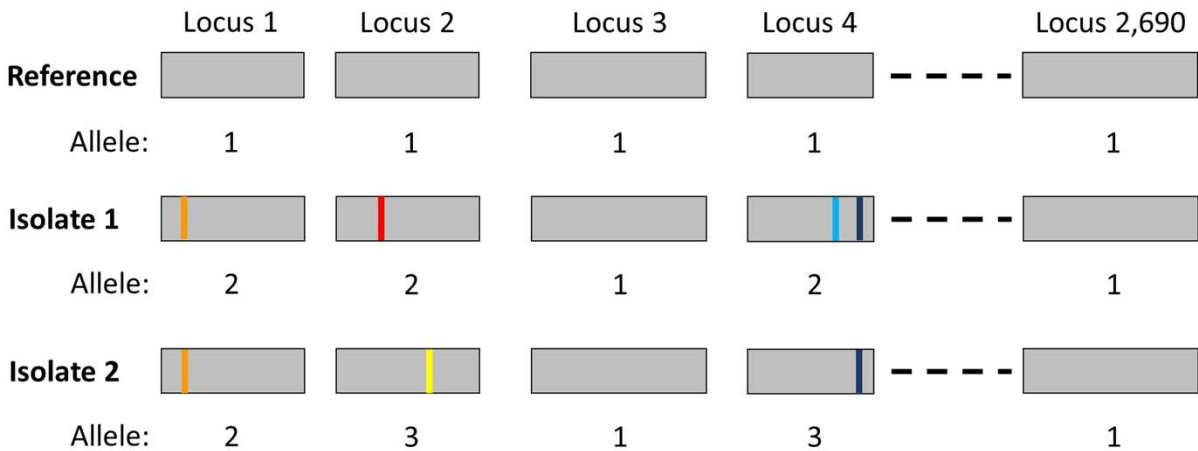 Locus 1 Locus 2 Locus 3 Locus 4 Locus 2,690
Reference
Allele: 1 1 1 1 1
Isolate 1
Allele: 2 2 1 2 1
Isolate 2
Allele: 2 3 1 3 1